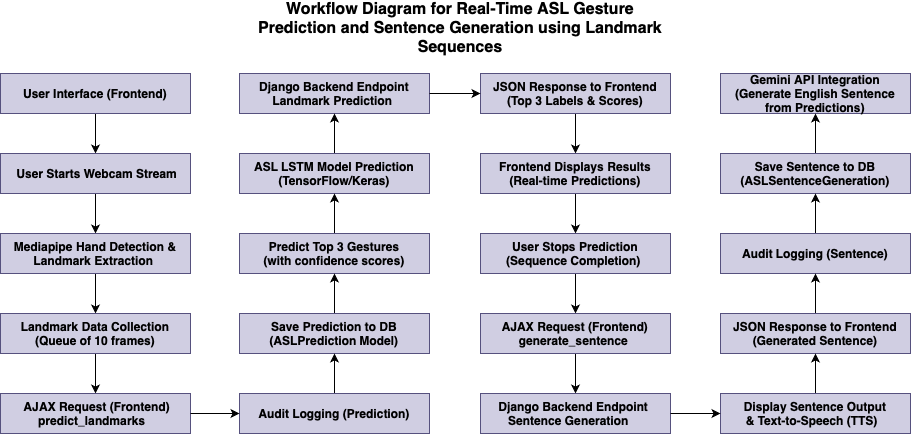 Workflow Diagram for Real-Time ASL Gesture
Prediction and Sentence Generation using Landmark
Sequences
User Interface (Frontend)
User Starts Webcam Stream
Mediapipe Hand Detection &
Landmark Extraction
Landmark Data Collection
(Queue of 10 frames)
AJAX Request (Frontend)
predict_landmarks
Django Backend Endpoint
Landmark Prediction
ASL LSTM Model Prediction
(TensorFlow/Keras)
Predict Top 3 Gestures
(with confidence scores)
Save Prediction to DB
(ASLPrediction Model)
Audit Logging (Prediction)
JSON Response to Frontend
(Top 3 Labels & Scores)
Frontend Displays Results
(Real-time Predictions)
User Stops Prediction
(Sequence Completion)
AJAX Request (Frontend)
generate_sentence
Django Backend Endpoint
Sentence Generation
Gemini API Integration
(Generate English Sentence
from Predictions)
Save Sentence to DB
(ASLSentenceGeneration)
Audit Logging (Sentence)
JSON Response to Frontend
(Generated Sentence)
Display Sentence Output
& Text-to-Speech (TTS)